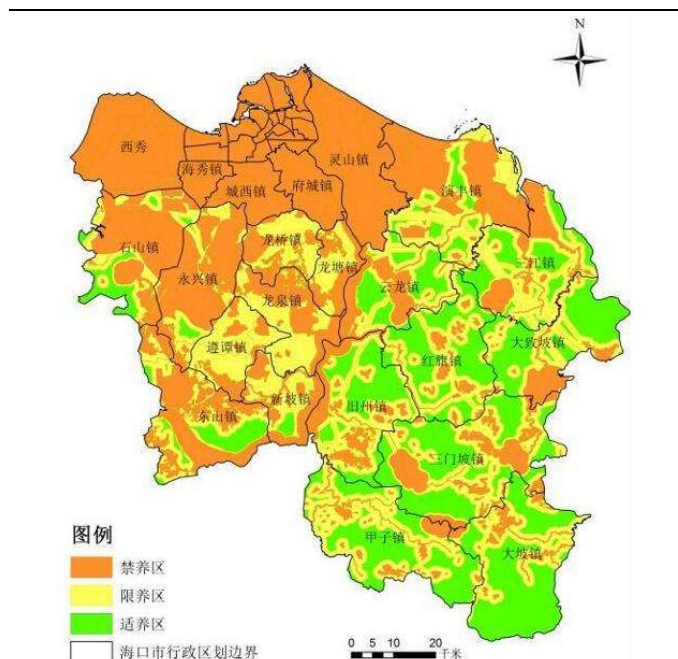 N
西秀
海秀镇
城西镇
府城镇
灵山镇
演丰镇
石山镇
永兴镇
龙桥镇
龙塘镇
龙泉镇
云龙镇
三江镇
遵谭镇
新坡镇
旧州镇
红旗镇
大致坡镇
东山镇
三门坡镇
甲子镇
大坡镇
图例
禁养区
限养区
适养区
海口市行政区划边界
0 5 10 20
千米